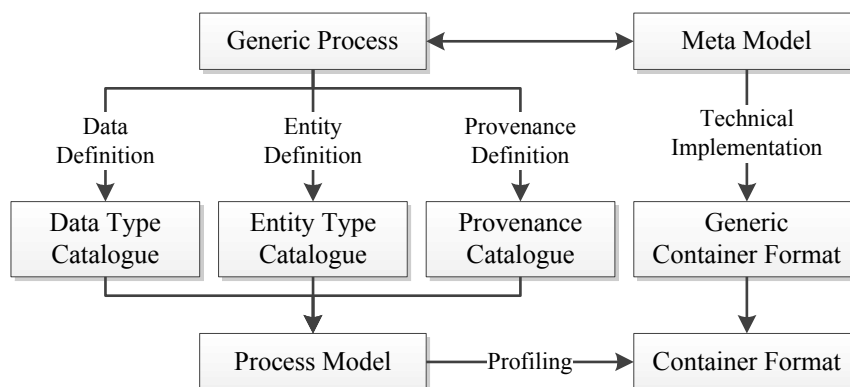 Generic Process
Meta Model
Data
Definition
Entity
Definition
Provenance
Definition
Technical
Implementation
Data Type
Catalogue
Entity Type
Catalogue
Provenance
Catalogue
Generic
Container Format
Process Model
Profiling
Container Format